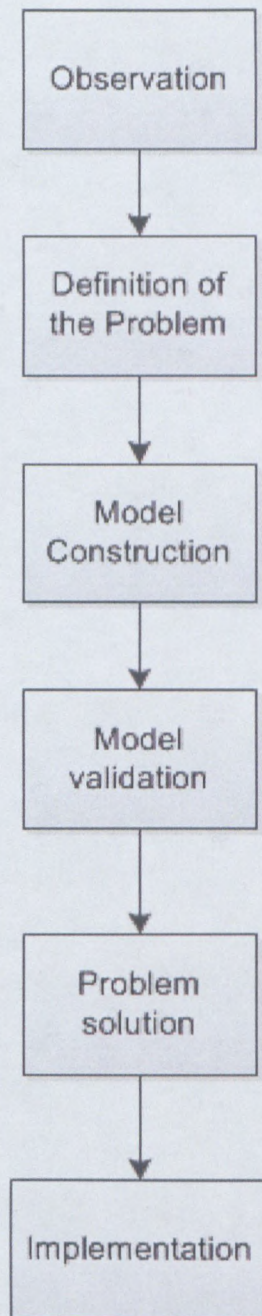 Observation
Definition of
the Problem
Model
Construction
Model
validation
Problem
solution
Implementation